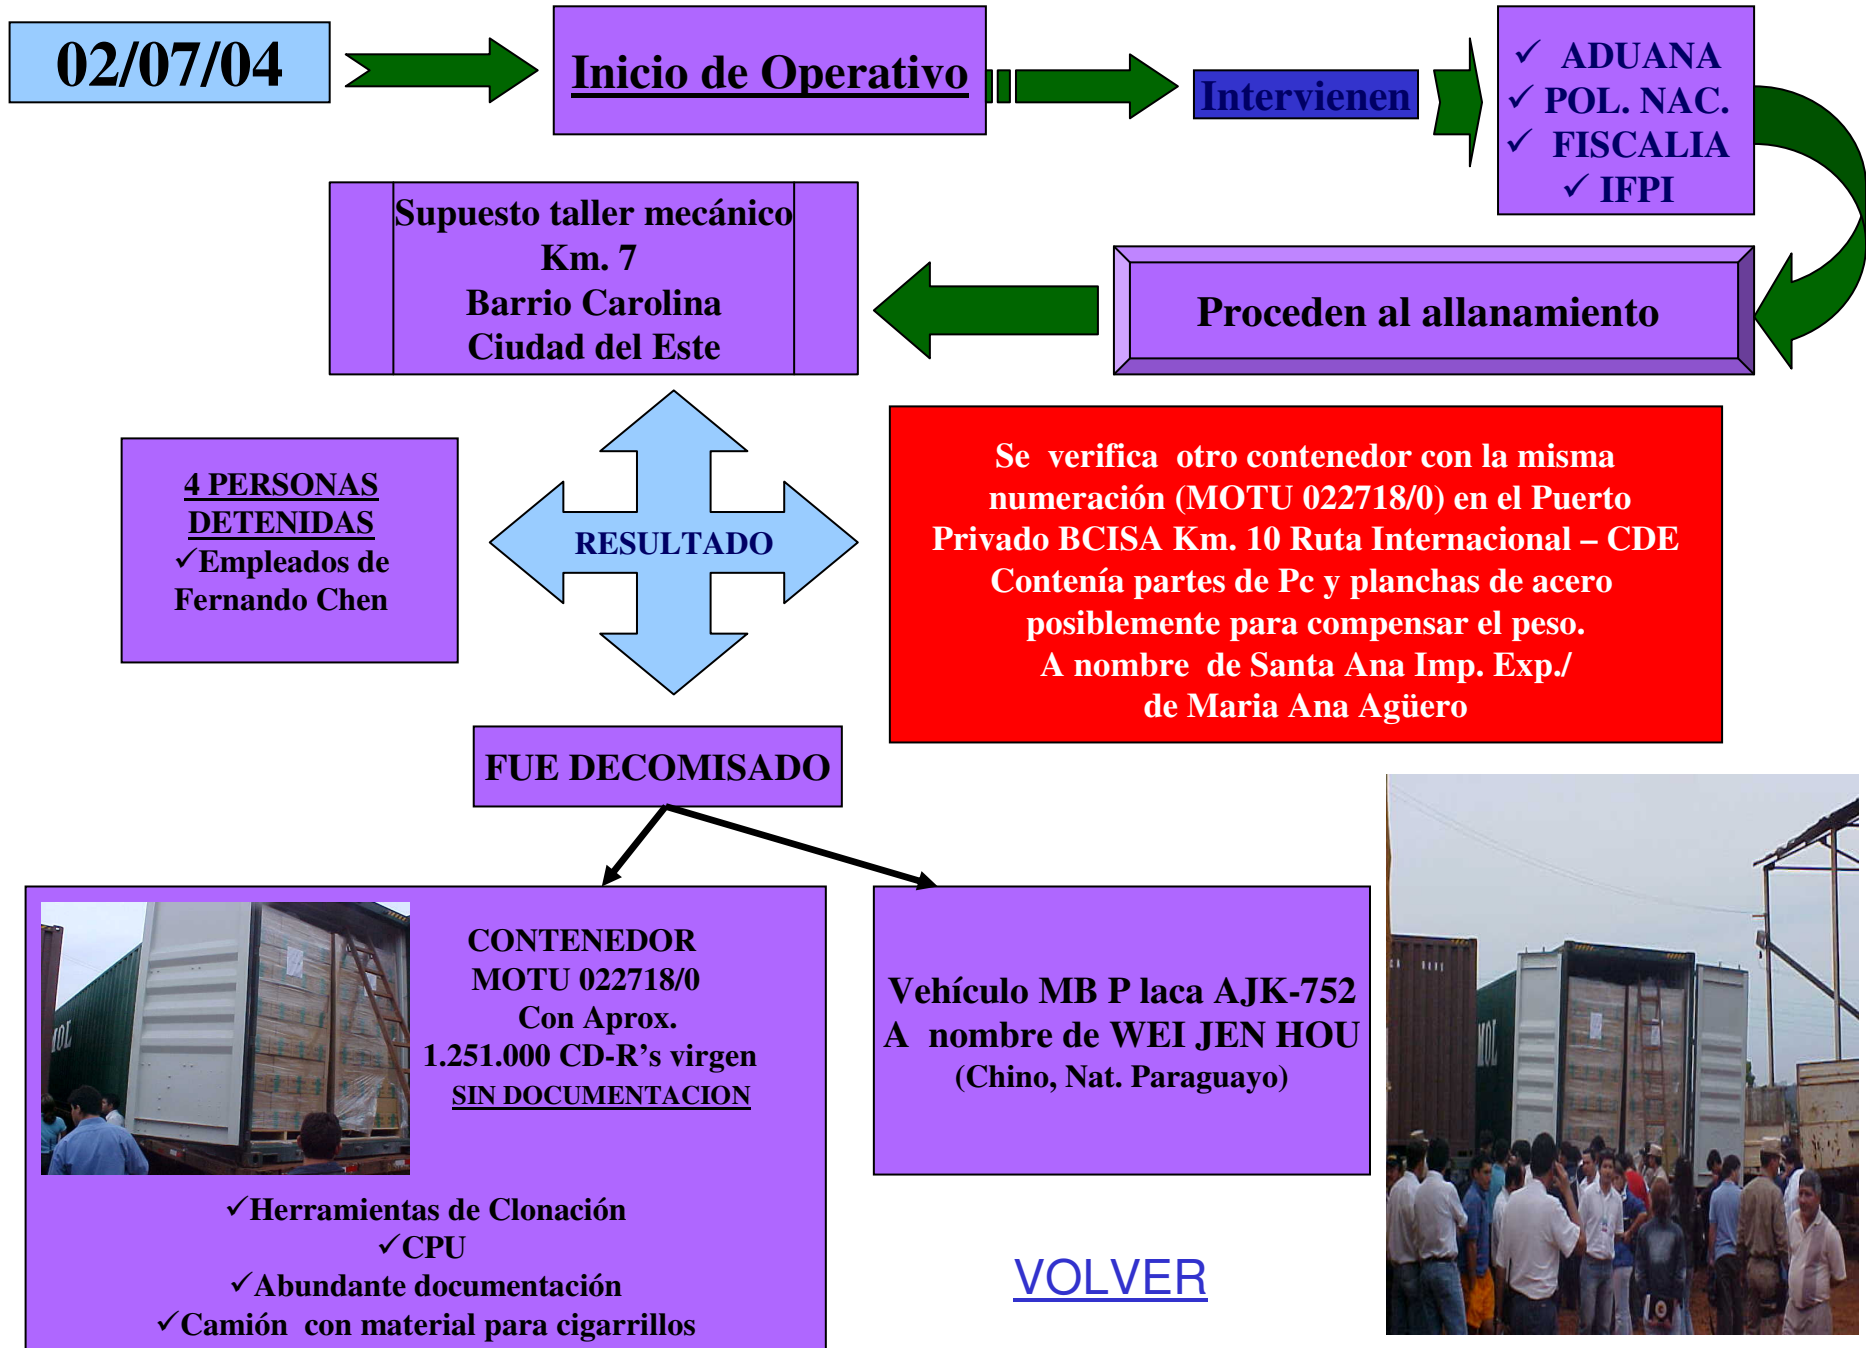 02/07/04
Inicio de Operativo
Intervienen
✓ ADUANA
✓ POL. NAC.
✓ FISCALIA
✓ IFPI
Proceden al allanamiento
Supuesto taller mecánico
Km. 7
Barrio Carolina
Ciudad del Este
4 PERSONAS
DETENIDAS
✓Empleados de
Fernando Chen
RESULTADO
Se verifica otro contenedor con la misma
numeración (MOTU 022718/0) en el Puerto
Privado BCISA Km. 10 Ruta Internacional – CDE
Contenía partes de Pc y planchas de acero
posiblemente para compensar el peso.
A nombre de Santa Ana Imp. Exp./
de Maria Ana Agüero
FUE DECOMISADO
CONTENEDOR
MOTU 022718/0
Con Aprox.
1.251.000 CD-R’s virgen
SIN DOCUMENTACION
✓Herramientas de Clonación
✓CPU
✓Abundante documentación
✓Camión con material para cigarrillos
Vehículo MB P laca AJK-752
A nombre de WEI JEN HOU
(Chino, Nat. Paraguayo)
VOLVER
MOL